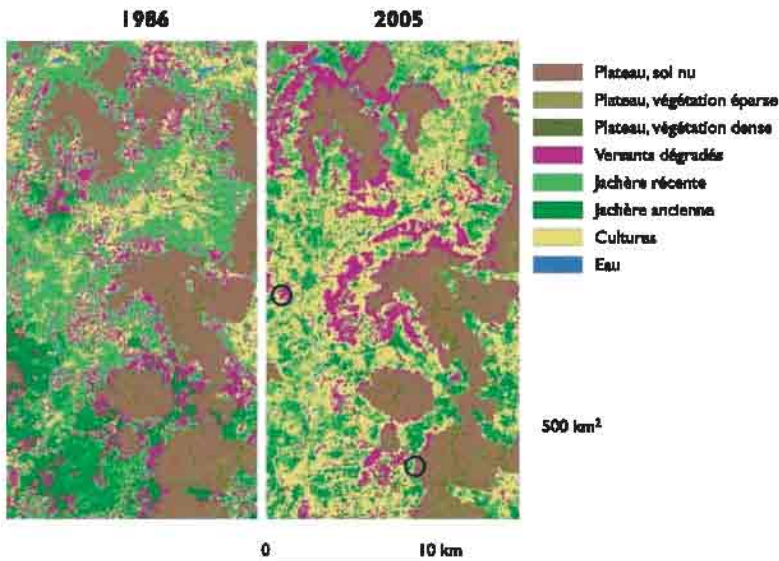 1986
2005
Plateau, sol nu
Plateau, végétation éparse
Plateau, végétation dense
Versants dégradés
Jachère récente
Jachère ancienne
Cultures
Eau
500 km²
0 10 km